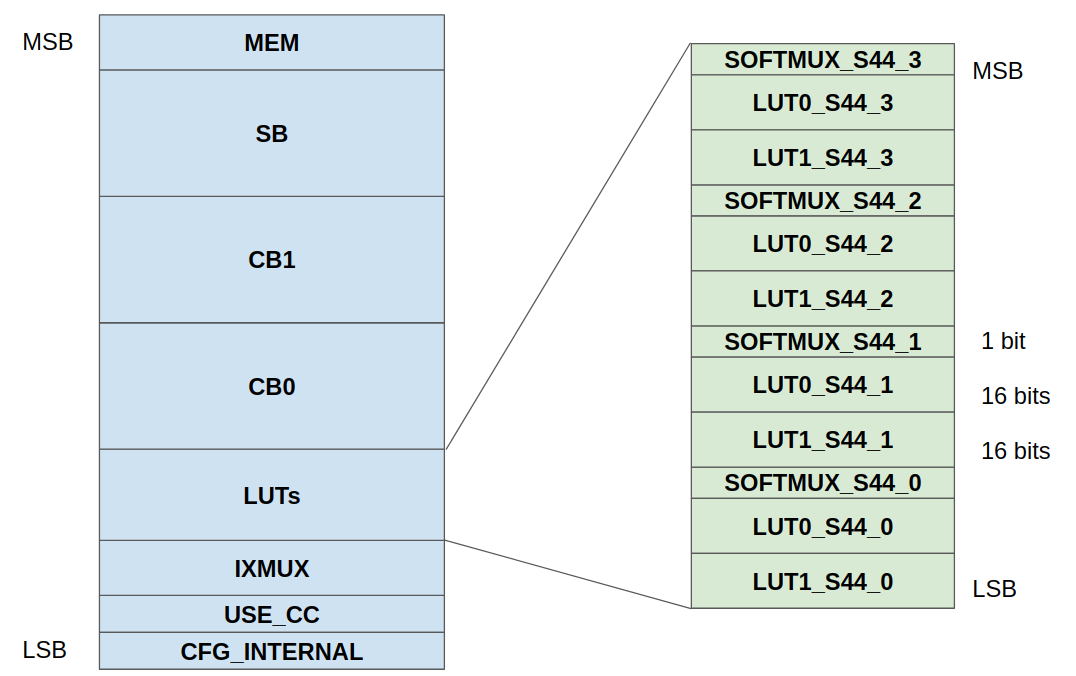 MSB
MEM
SB
CB1
CB0
LUTs
IXMUX
USE_CC
CFG_INTERNAL
LSB
SOFTMUX_S44_3
MSB
LUT0_S44_3
LUT1_S44_3
SOFTMUX_S44_2
LUT0_S44_2
LUT1_S44_2
SOFTMUX_S44_1
1 bit
LUT0_S44_1
16 bits
LUT1_S44_1
16 bits
SOFTMUX_S44_0
LUT0_S44_0
LUT1_S44_0
LSB